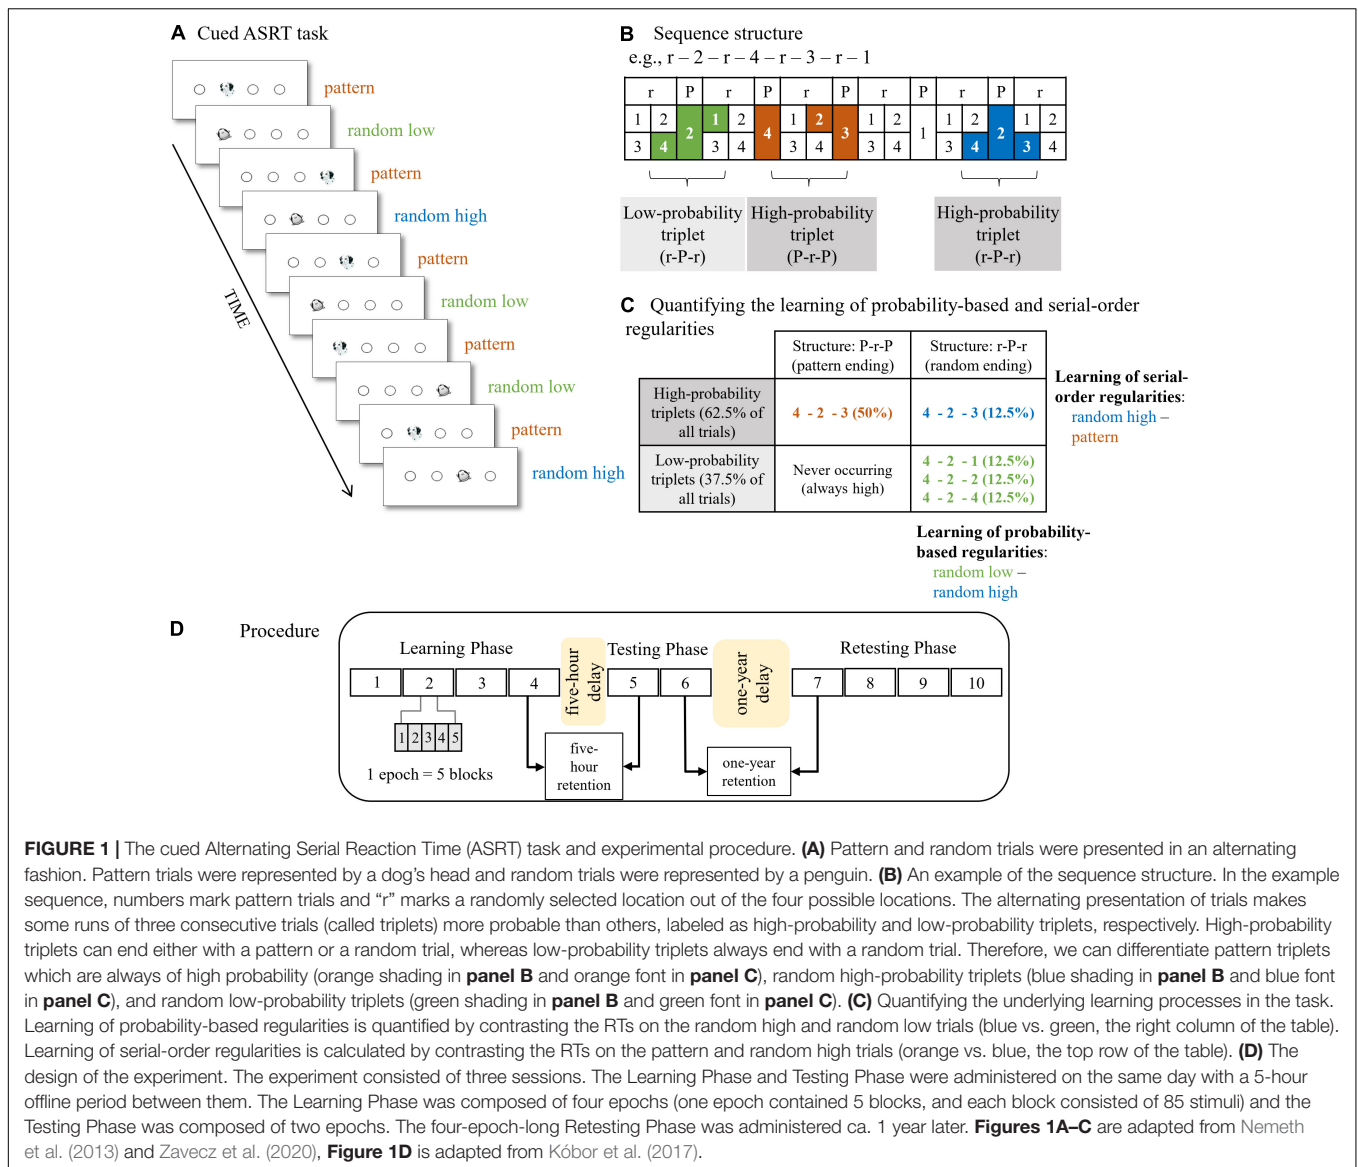 A Cued ASRT task
pattern
random low
pattern
random high
pattern
random low
pattern
random low
pattern
random high
TIME
B Sequence structure
e.g., r – 2 – r – 4 – r – 3 – r – 1
r P r P r P r P r P r
1 2 2 1 2 4 1 2 3 1 2 1 1 2 2 1 2
3 4 3 4 3 4 3 4 3 4 3 4
Low-probability
triplet
(r-P-r)
High-probability
triplet
(P-r-P)
High-probability
triplet
(r-P-r)
C Quantifying the learning of probability-based and serial-order
regularities
Structure: P-r-P
(pattern ending)
Structure: r-P-r
(random ending)
High-probability
triplets (62.5% of
all trials)
4 - 2 - 3 (50%)
4 - 2 - 3 (12.5%)
Low-probability
triplets (37.5% of
all trials)
Never occurring
(always high)
4 - 2 - 1 (12.5%)
4 - 2 - 2 (12.5%)
4 - 2 - 4 (12.5%)
Learning of serial-
order regularities:
random high –
pattern
Learning of probability-
based regularities:
random low –
random high
D Procedure
Learning Phase
five-hour
delay
Testing Phase
one-year
delay
Retesting Phase
1 2 3 4 5 6 7 8 9 10
1 2 3 4 5
1 epoch = 5 blocks
five-
hour
retention
one-year
retention
FIGURE 1 | The cued Alternating Serial Reaction Time (ASRT) task and experimental procedure. (A) Pattern and random trials were presented in an alternating
fashion. Pattern trials were represented by a dog's head and random trials were represented by a penguin. (B) An example of the sequence structure. In the example
sequence, numbers mark pattern trials and “r” marks a randomly selected location out of the four possible locations. The alternating presentation of trials makes
some runs of three consecutive trials (called triplets) more probable than others, labeled as high-probability and low-probability triplets, respectively. High-probability
triplets can end either with a pattern or a random trial, whereas low-probability triplets always end with a random trial. Therefore, we can differentiate pattern triplets
which are always of high probability (orange shading in panel B and orange font in panel C), random high-probability triplets (blue shading in panel B and blue font
in panel C), and random low-probability triplets (green shading in panel B and green font in panel C). (C) Quantifying the underlying learning processes in the task.
Learning of probability-based regularities is quantified by contrasting the RTs on the random high and random low trials (blue vs. green, the right column of the table).
Learning of serial-order regularities is calculated by contrasting the RTs on the pattern and random high trials (orange vs. blue, the top row of the table). (D) The
design of the experiment. The experiment consisted of three sessions. The Learning Phase and Testing Phase were administered on the same day with a 5-hour
offline period between them. The Learning Phase was composed of four epochs (one epoch contained 5 blocks, and each block consisted of 85 stimuli) and the
Testing Phase was composed of two epochs. The four-epoch-long Retesting Phase was administered ca. 1 year later. Figures 1A–C are adapted from Nemeth
et al. (2013) and Zavecz et al. (2020), Figure 1D is adapted from Kóbor et al. (2017).